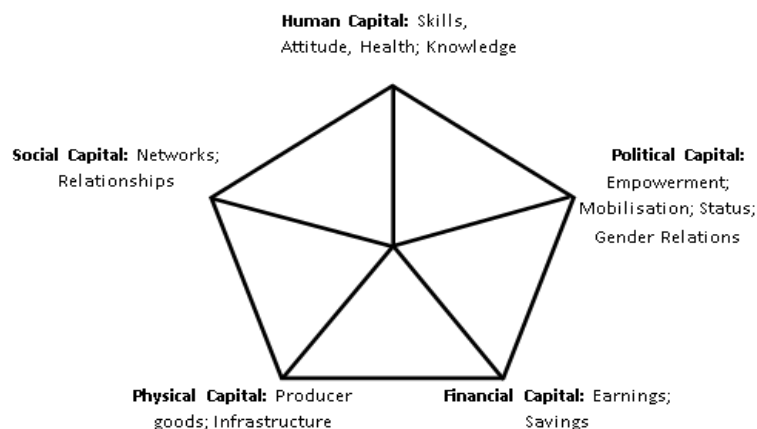 Human Capital: Skills,
Attitude, Health; Knowledge
Social Capital: Networks;
Relationships
Political Capital:
Empowerment;
Mobilisation; Status;
Gender Relations
Physical Capital: Producer
goods; Infrastructure
Financial Capital: Earnings;
Savings